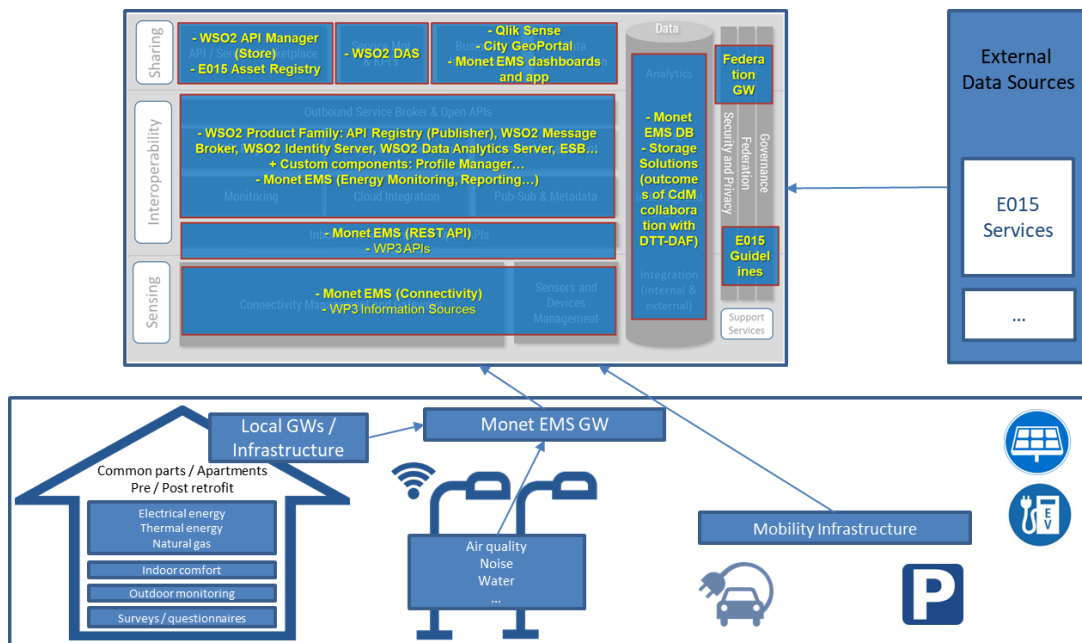 Sharing
- WSO2 API Manager
(Store)
- E015 Asset Registry
- WSO2 DAS
- Qlik Sense
- City GeoPortal
- Monet EMS dashboards
and app
Data
Analytics
Federa
tion
GW
External
Data Sources
E015
Services
...
Interoperability
Outbound Service Broker & Open APIs
- WSO2 Product Family: API Registry (Publisher), WSO2 Message
Broker, WSO2 Identity Server, WSO2 Data Analytics Server, ESB...
+ Custom components: Profile Manager...
- Monet EMS (Energy Monitoring, Reporting...)
Monitoring
Cloud Integration
Pub-Sub & Metadata
- Monet EMS (REST API)
- WP3 APIs
- Monet
EMS DB
- Storage
Solutions
(outcome
s of CdM
collabora
tion with
DTT-DAF)
Integration
(internal &
external)
Security and Privacy
Federation
Governance
E015
Guidel
ines
Support
Services
Sensing
- Monet EMS (Connectivity)
- WP3 Information Sources
Sensors and
Devices
Management
Local GWs /
Infrastructure
Monet EMS GW
Common parts / Apartments
Pre / Post retrofit
Electrical energy
Thermal energy
Natural gas
Indoor comfort
Outdoor monitoring
Surveys / questionnaires
Air quality
Noise
Water
...
Mobility Infrastructure
E V
P